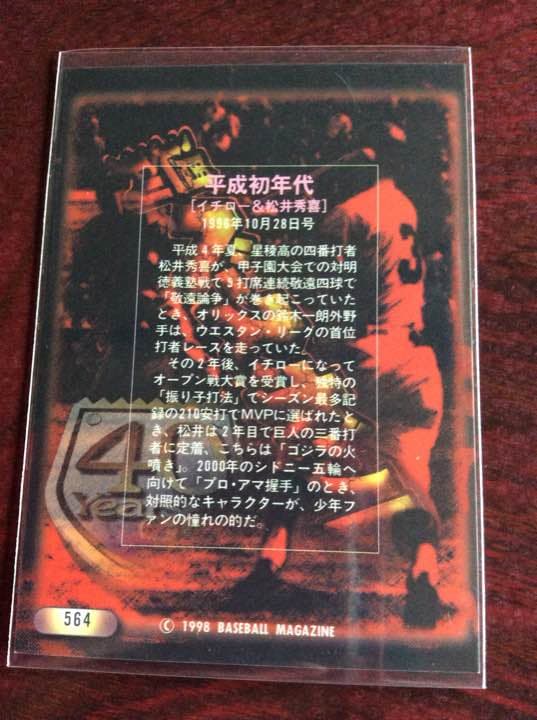 平成初年代
[イチロー&松井秀喜]
1996年10月28日号
平成4年夏、星稜高の四番打者
松井秀喜が、甲子園大会での対明
徳義塾戦で5打席連続敬遠四球で
「敬遠論争」が巻き起こっていた
とき、オリックスの鈴木一朗外野
手は、ウエスタン・リーグの首位
打者レースを走っていた。
その2年後、イチローになって
オープン戦大賞を受賞し、独特の
「振り子打法」でシーズン最多記
録の210安打でMVPに選ばれたと
き、松井は2年目で巨人の三番打
者に定着、こちらは「ゴジラの火
噴き」。2000年のシドニー五輪へ
向けて「プロ・アマ握手」のとき、
対照的なキャラクターが、少年フ
ァンの憧れの的だ。
4
Years
564
© 1998 BASEBALL MAGAZINE